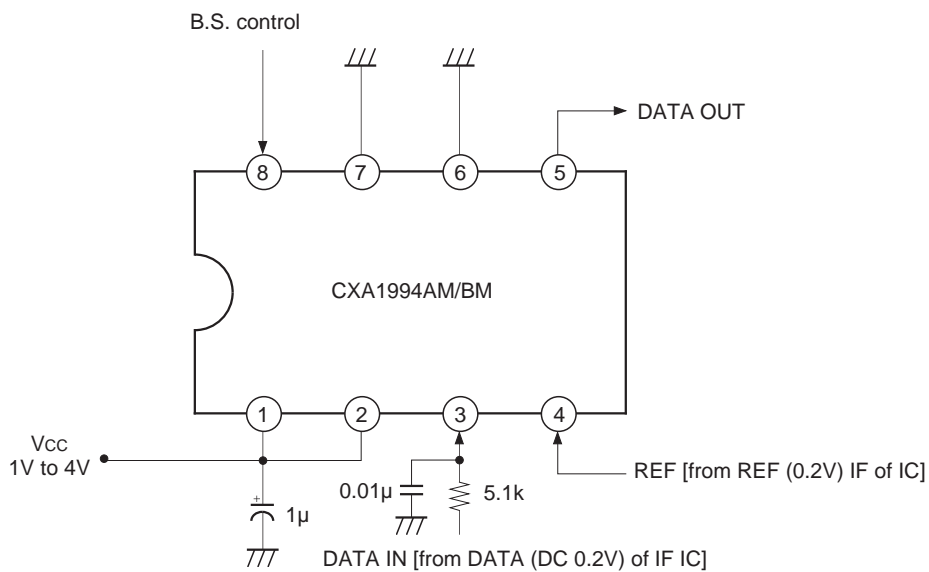 B.S. control
DATA OUT
8 7 6 5
CXA1994AM/BM
1 2 3 4
VCC
1V to 4V
REF [from REF (0.2V) IF of IC]
+
1µ
0.01µ
5.1k
DATA IN [from DATA (DC 0.2V) of IF IC]